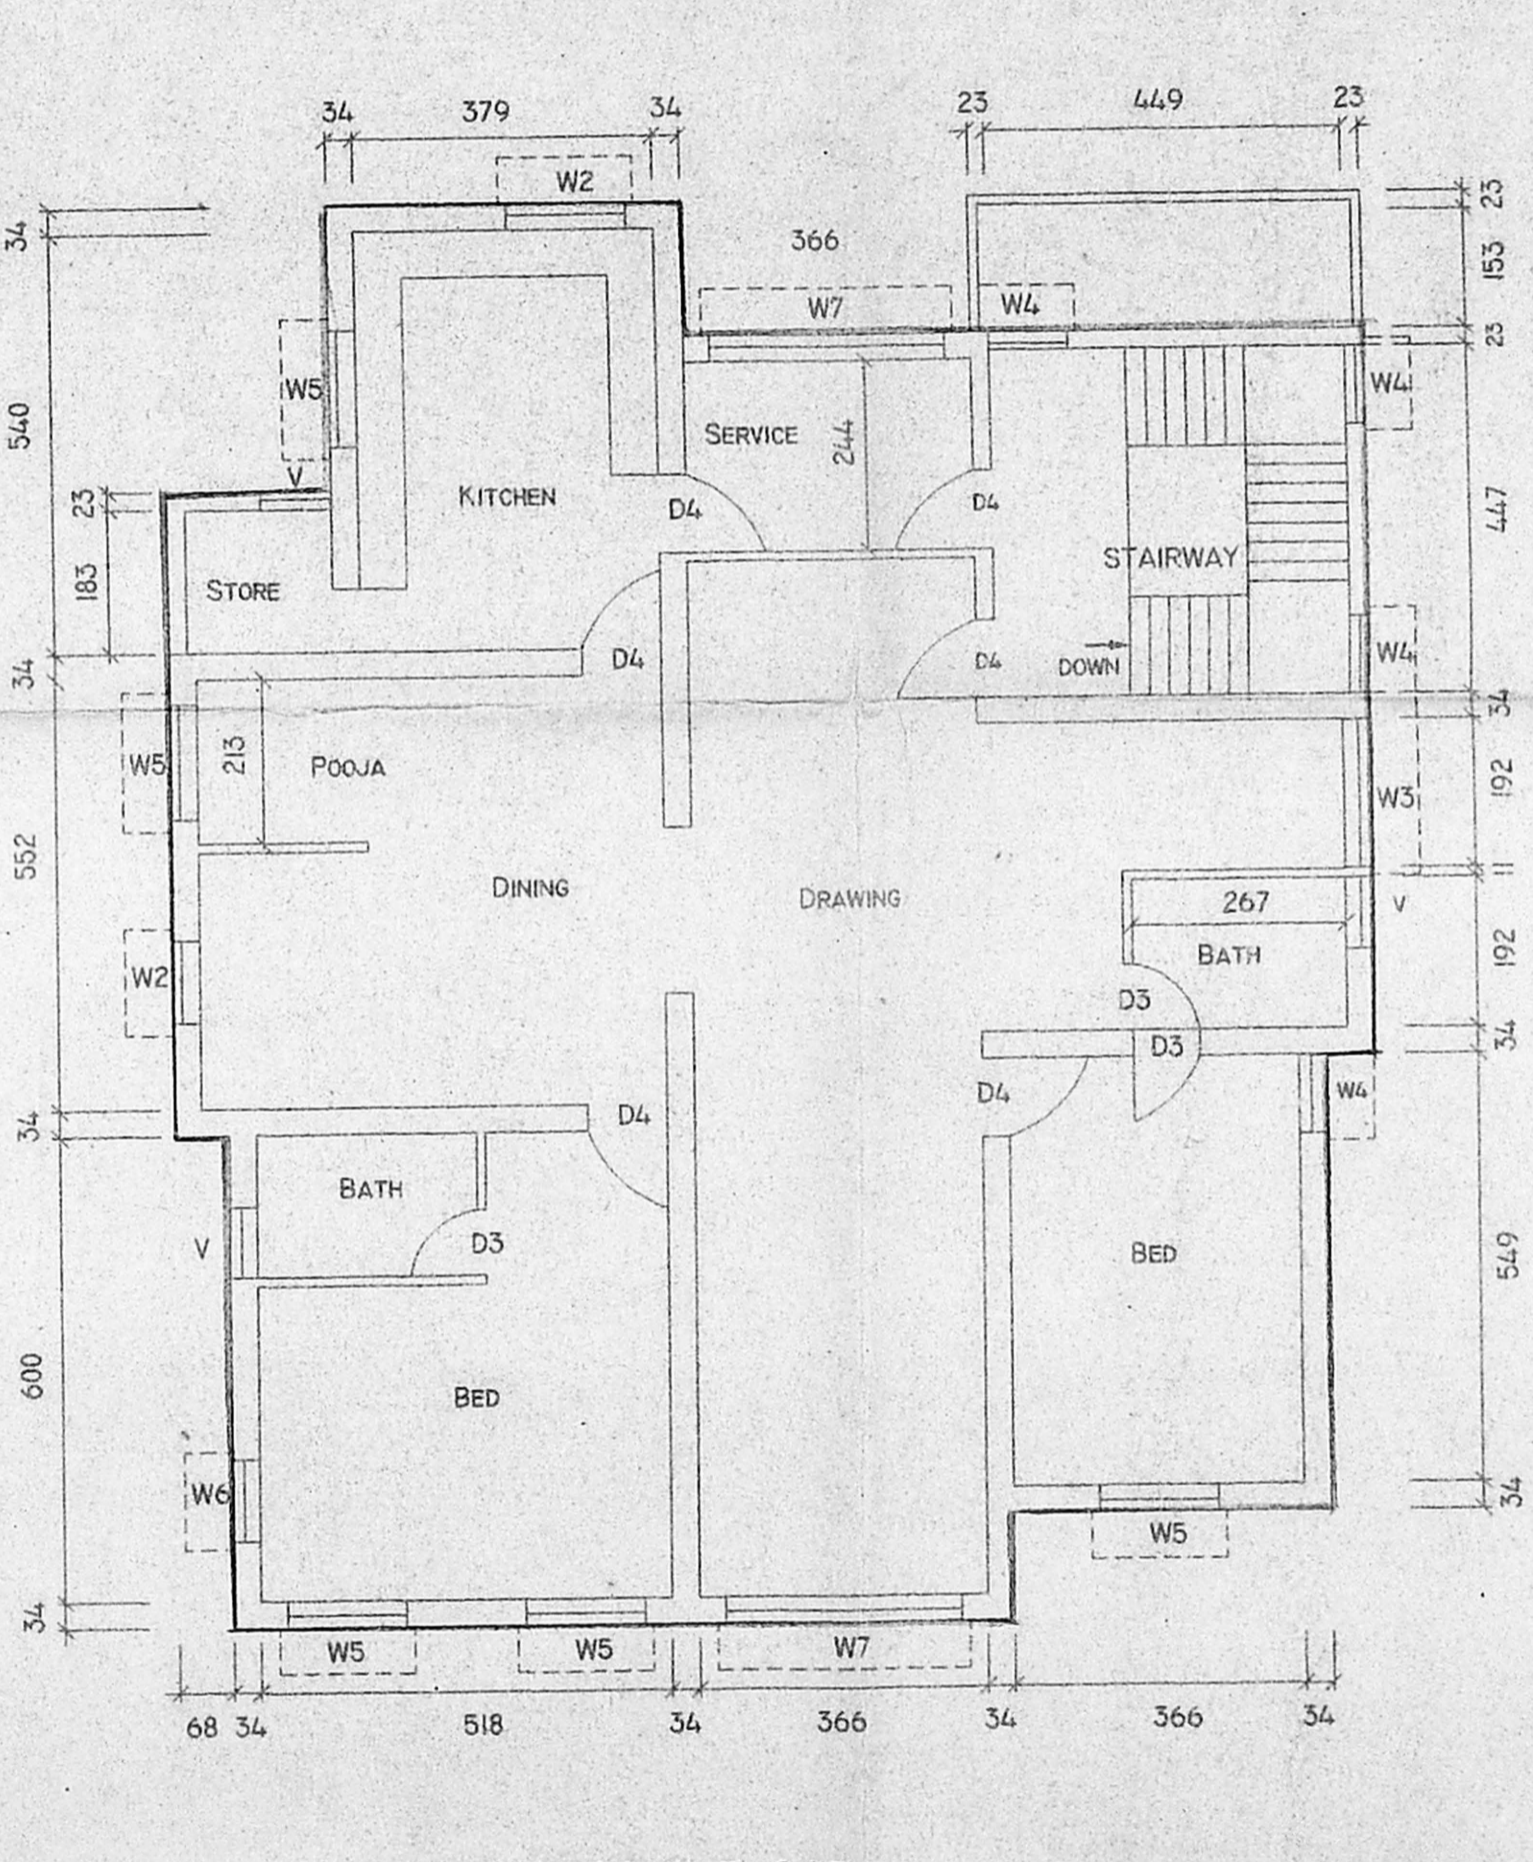 34 379 34
23 449 23
W2
23
34
366
153
W7 W4
23
W5
W4
540
SERVICE 244
V
KITCHEN
23
D4 D4
447
STAIRWAY
183
STORE
D4 D4
DOWN
W4
34
34
W5 213 POOJA
192
W3
552
DINING
DRAWING
11
267
V
BATH
192
W2
D3
D3
34
D4
W4
D4
34
BATH
V
D3
BED
549
600
BED
W6
34
W5
34
W5 W5 W7
68 34 518 34 366 34 366 34